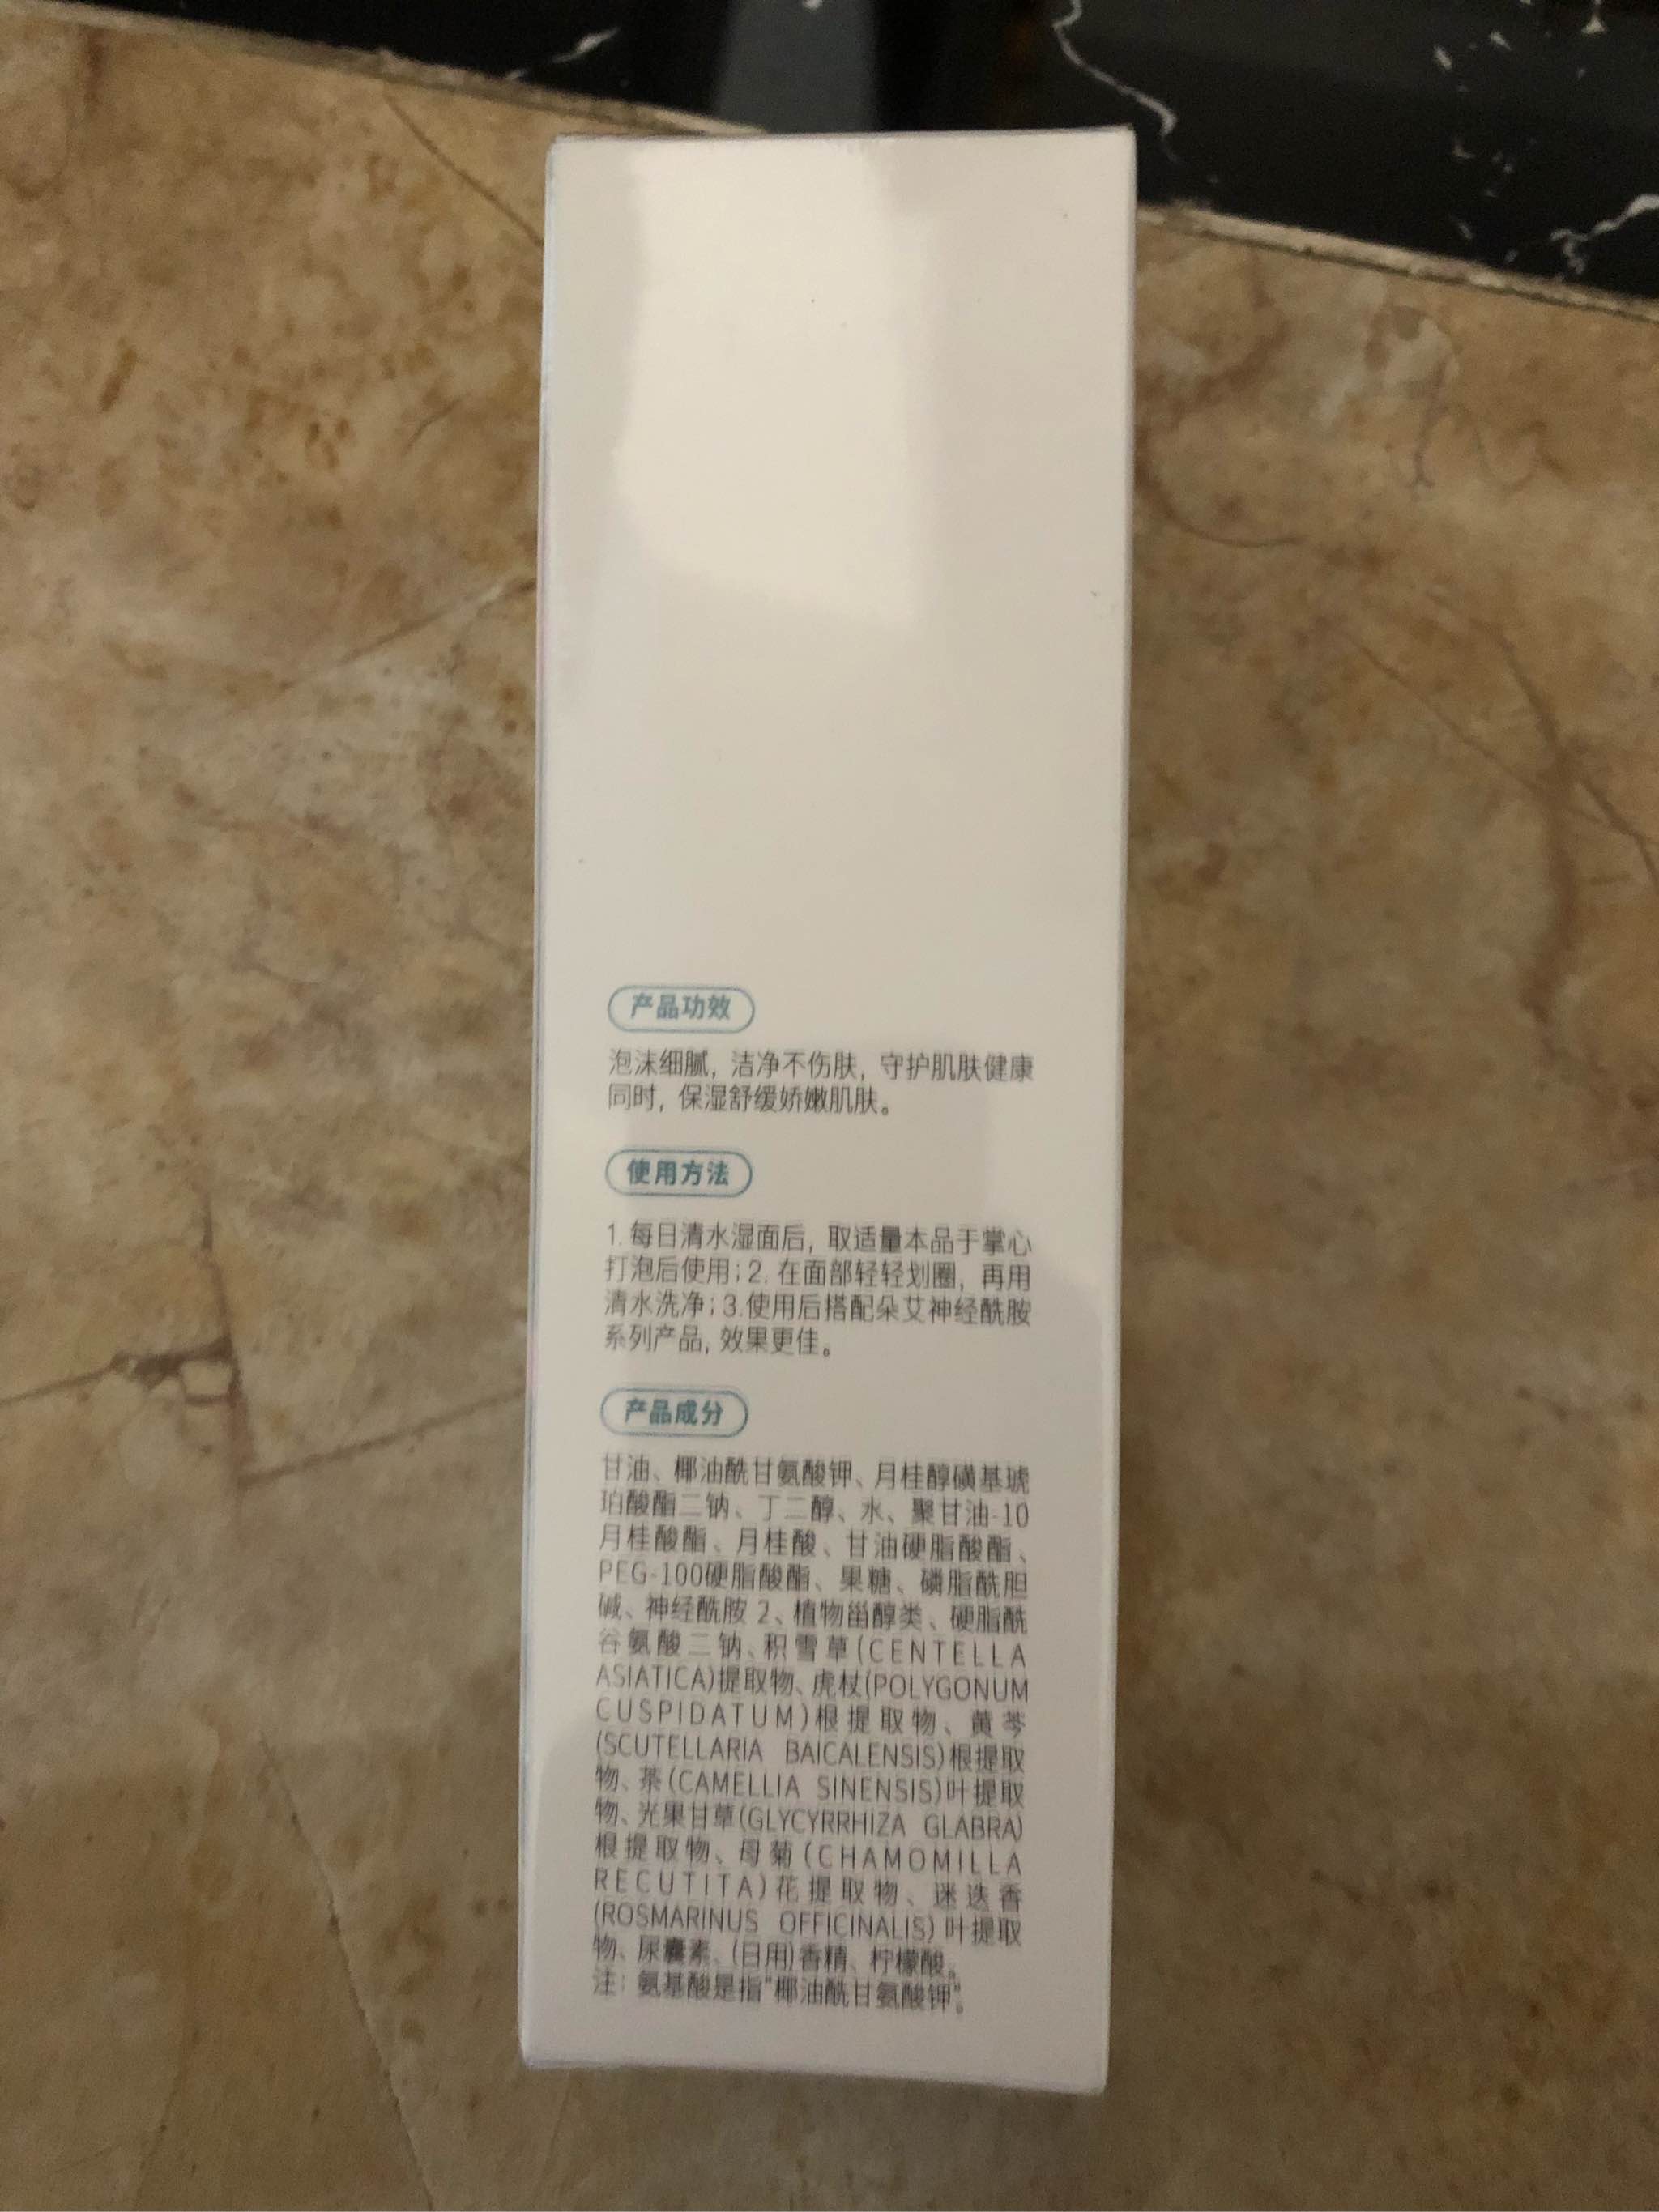 产品功效
泡沫细腻，洁净不伤肤，守护肌肤健康
同时，保湿舒缓娇嫩肌肤。
使用方法
1.每日清水湿面后，取适量本品于掌心
打泡后使用；2.在面部轻轻划圈，再用
清水洗净；3.使用后搭配朵艾神经酰胺
系列产品，效果更佳。
产品成分
甘油、椰油酰甘氨酸钾、月桂醇磺基琥
珀酸酯二钠、丁二醇、水、聚甘油-10
月桂酸酯、月桂酸、甘油硬脂酸酯、
PEG-100硬脂酸酯、果糖、磷脂酰胆
碱、神经酰胺 2、植物甾醇类、硬脂酰
谷氨酸二钠、积雪草(CENTELLA
ASIATICA)提取物、虎杖(POLYGONUM
CUSPIDATUM)根提取物、黄芩
(SCUTELLARIA BAICALENSIS)根提取
物、茶(CAMELLIA SINENSIS)叶提取
物、光果甘草(GLYCYRRHIZA GLABRA)
根提取物、母菊(CHAMOMILLA
RECUTITA)花提取物、迷迭香
(ROSMARINUS OFFICINALIS)叶提取
物、尿囊素、(日用)香精、柠檬酸。
注：氨基酸是指"椰油酰甘氨酸钾"。